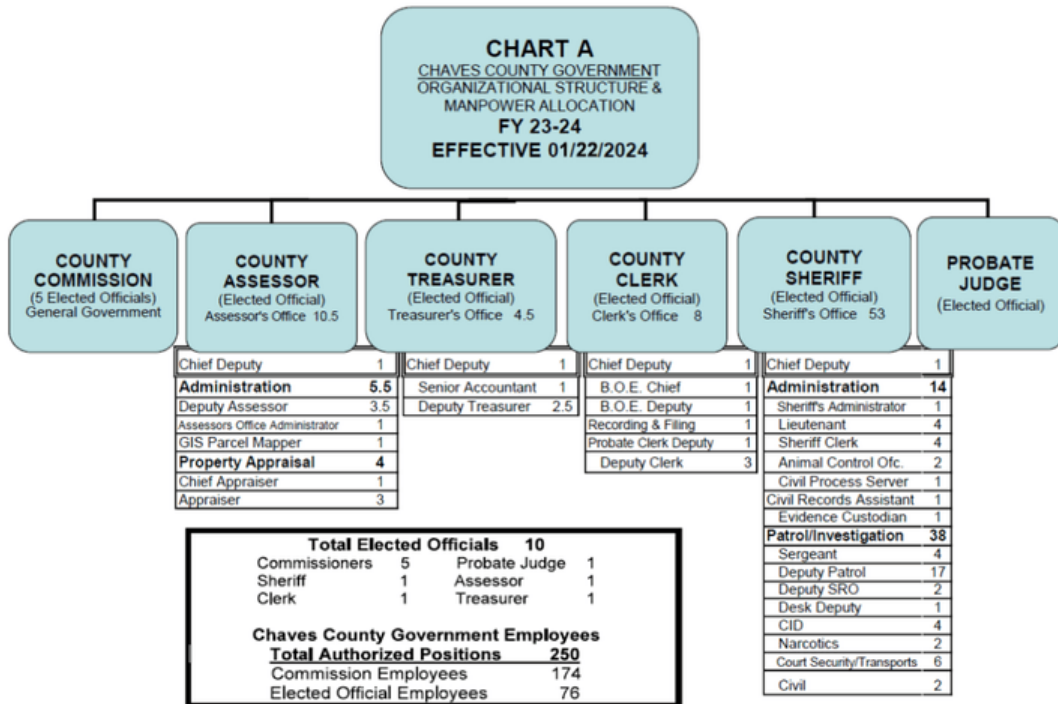 CHART A
CHAVES COUNTY GOVERNMENT
ORGANIZATIONAL STRUCTURE &
MANPOWER ALLOCATION
FY 23-24
EFFECTIVE 01/22/2024
COUNTY
COMMISSION
(5 Elected Officials)
General Government
COUNTY
ASSESSOR
(Elected Official)
Assessor's Office 10.5
COUNTY
TREASURER
(Elected Official)
Treasurer's Office 4.5
COUNTY
CLERK
(Elected Official)
Clerk's Office 8
COUNTY
SHERIFF
(Elected Official)
Sheriff's Office 53
PROBATE
JUDGE
(Elected Official)
Chief Deputy 1
Administration 5.5
Deputy Assessor 3.5
Assessors Office Administrator 1
GIS Parcel Mapper 1
Property Appraisal 4
Chief Appraiser 1
Appraiser 3
Chief Deputy 1
Senior Accountant 1
Deputy Treasurer 2.5
Chief Deputy 1
B.O.E. Chief 1
B.O.E. Deputy 1
Recording & Filing 1
Probate Clerk Deputy 1
Deputy Clerk 3
Chief Deputy 1
Administration 14
Sheriff's Administrator 1
Lieutenant 4
Sheriff Clerk 4
Animal Control Ofc. 2
Civil Process Server 1
Civil Records Assistant 1
Evidence Custodian 1
Patrol/Investigation 38
Sergeant 4
Deputy Patrol 17
Deputy SRO 2
Desk Deputy 1
CID 4
Narcotics 2
Court Security/Transports 6
Civil 2
Total Elected Officials 10
Commissioners 5 Probate Judge 1
Sheriff 1 Assessor 1
Clerk 1 Treasurer 1
Chaves County Government Employees
Total Authorized Positions 250
Commission Employees 174
Elected Official Employees 76